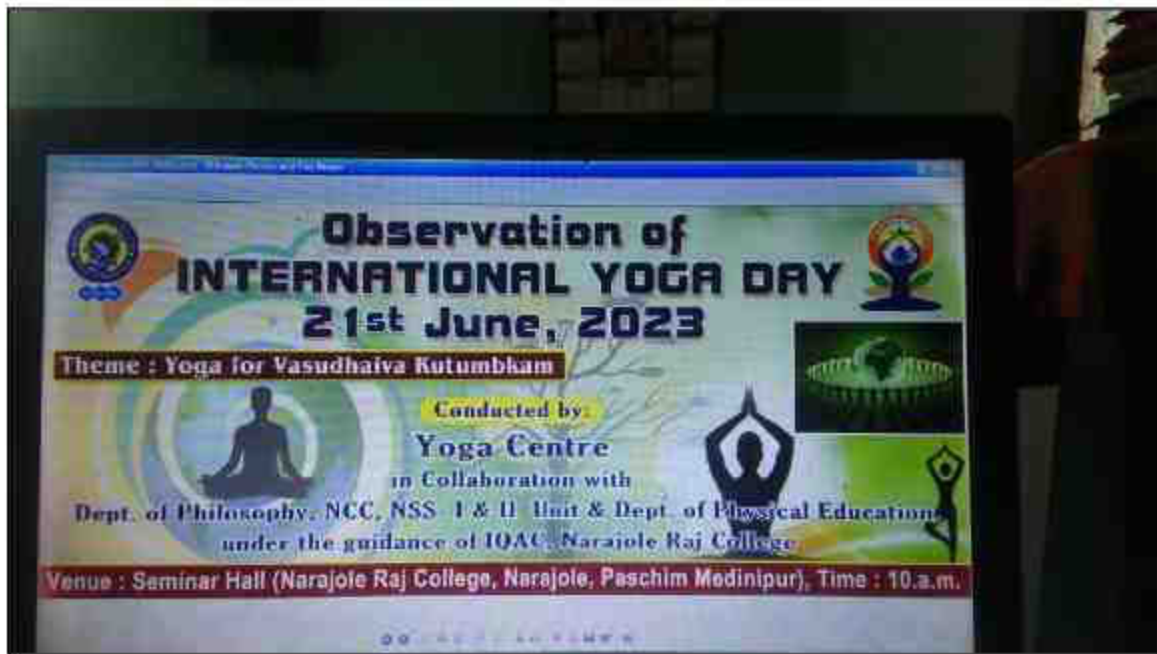 Observation of
INTERNATIONAL YOGA DAY
21st June, 2023
Theme : Yoga for Vasudhaiva Kutumbkam
Conducted by:
Yoga Centre
in Collaboration with
Dept. of Philosophy, NCC, NSS I & II Unit & Dept. of Physical Education
under the guidance of IQAC, Narajole Raj College
Venue : Seminar Hall (Narajole Raj College, Narajole, Paschim Medinipur), Time : 10.a.m.